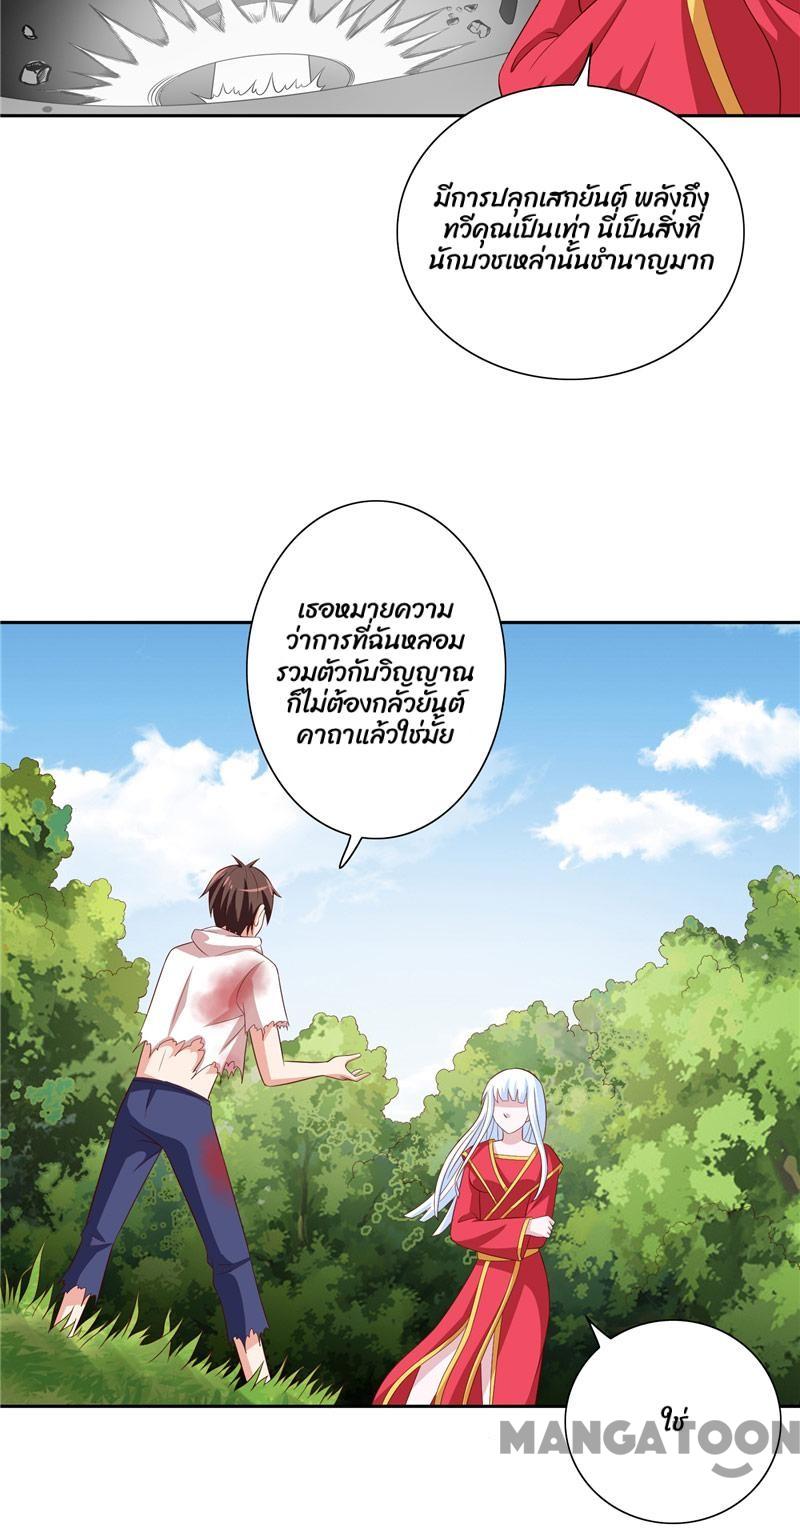 มีการปลุกเสกยันต์ พลังถึง
ทวีคุณเป็นเท่า นี่เป็นสิ่งที่
นักบวชเหล่านั้นชำนาญมาก
เธอหมายความ
ว่าการที่ฉันหลอม
รวมตัวกับวิญญาณ
ก็ไม่ต้องกลัวยันต์
คาถาแล้วใช่มั้ย
ใช่
MANGATOON